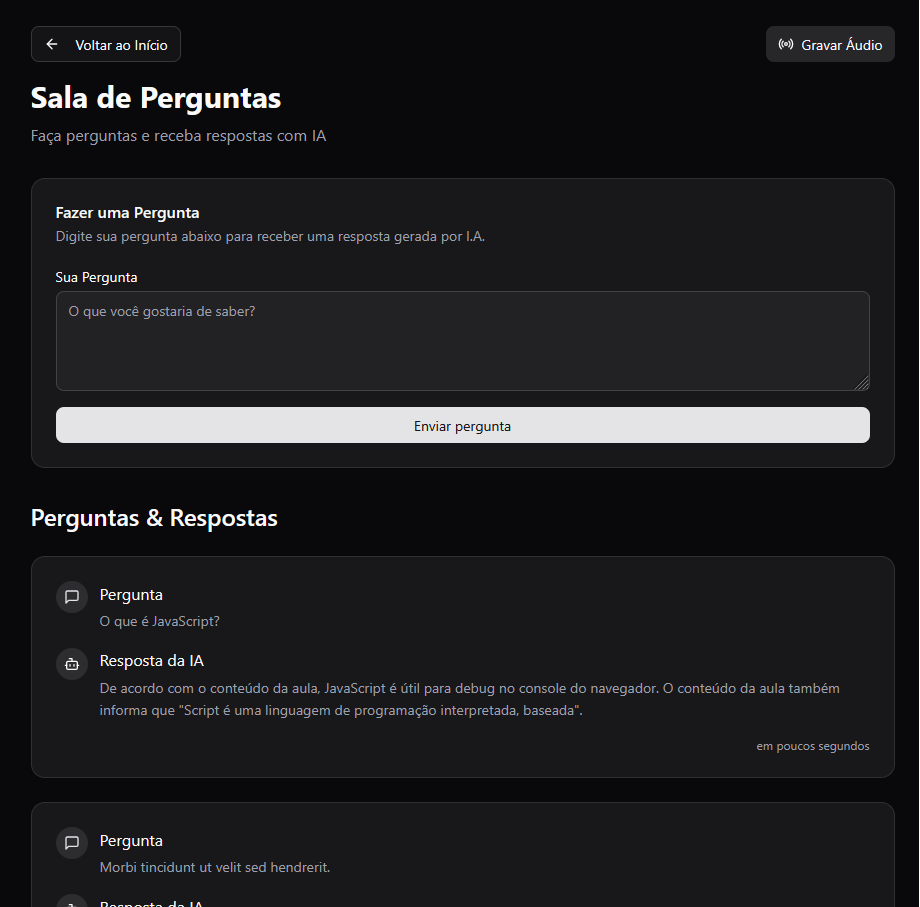 Voltar ao Início
Gravar Áudio
Sala de Perguntas
Faça perguntas e receba respostas com IA
Fazer uma Pergunta
Digite sua pergunta abaixo para receber uma resposta gerada por I.A.
Sua Pergunta
O que você gostaria de saber?
Enviar pergunta
Perguntas & Respostas
Pergunta
O que é JavaScript?
Resposta da IA
De acordo com o conteúdo da aula, JavaScript é útil para debug no console do navegador. O conteúdo da aula também
informa que "Script é uma linguagem de programação interpretada, baseada".
em poucos segundos
Pergunta
Morbi tincidunt ut velit sed hendrerit.
Resposta da IA